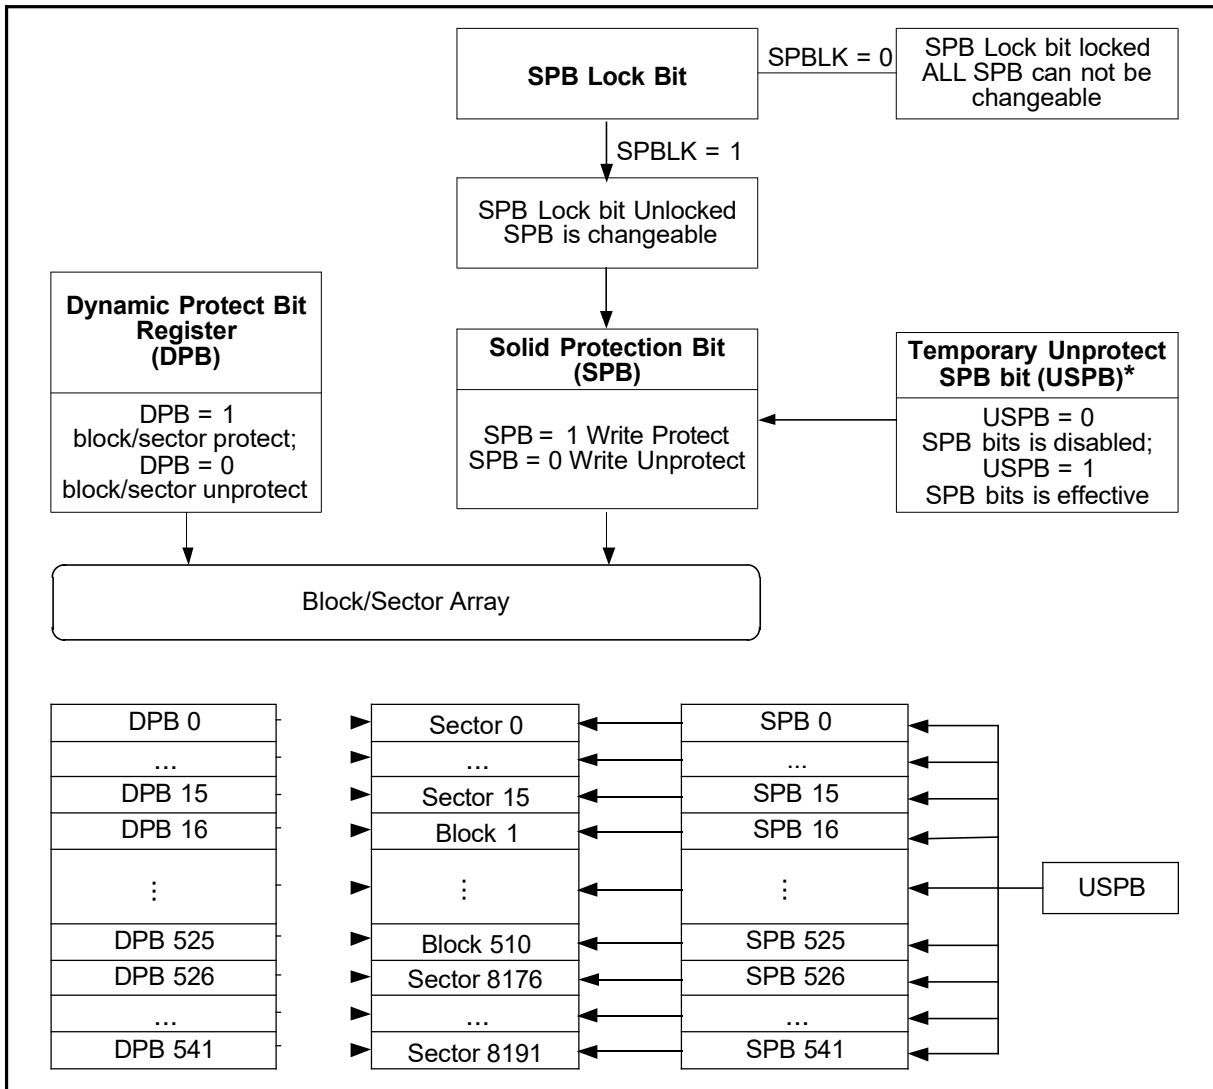 SPB Lock Bit
SPBLK = 0
SPB Lock bit locked
ALL SPB can not be
changeable
SPBLK = 1
SPB Lock bit Unlocked
SPB is changeable
Dynamic Protect Bit
Register
(DPB)
DPB = 1
block/sector protect;
DPB = 0
block/sector unprotect
Solid Protection Bit
(SPB)
SPB = 1 Write Protect
SPB = 0 Write Unprotect
Temporary Unprotect
SPB bit (USPB)*
USPB = 0
SPB bits is disabled;
USPB = 1
SPB bits is effective
Block/Sector Array
DPB 0
...
DPB 15
DPB 16
⋮
DPB 525
DPB 526
...
DPB 541
Sector 0
...
Sector 15
Block 1
⋮
Block 510
Sector 8176
...
Sector 8191
SPB 0
...
SPB 15
SPB 16
⋮
SPB 525
SPB 526
...
SPB 541
USPB